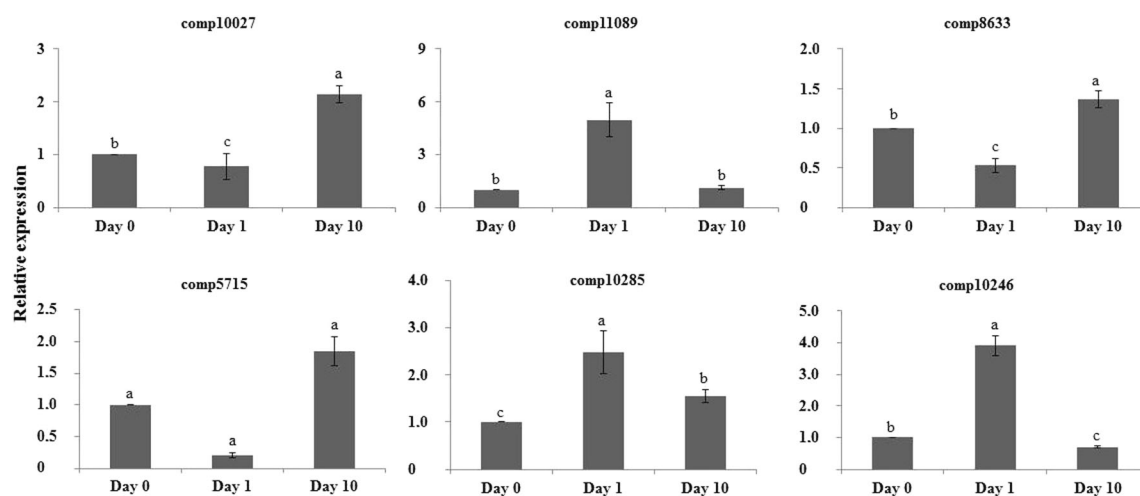 comp10027
3
2
1
0
b
c
a
Day 0
Day 1
Day 10
comp11089
9
6
3
0
b
a
b
Day 0
Day 1
Day 10
comp8633
2.0
1.5
1.0
0.5
0.0
b
c
a
Day 0
Day 1
Day 10
Relative expression
comp5715
2.5
2.0
1.5
1.0
0.5
0
a
a
a
Day 0
Day 1
Day 10
comp10285
4.0
3.0
2.0
1.0
0
c
a
b
Day 0
Day 1
Day 10
comp10246
5.0
4.0
3.0
2.0
1.0
0
b
a
c
Day 0
Day 1
Day 10